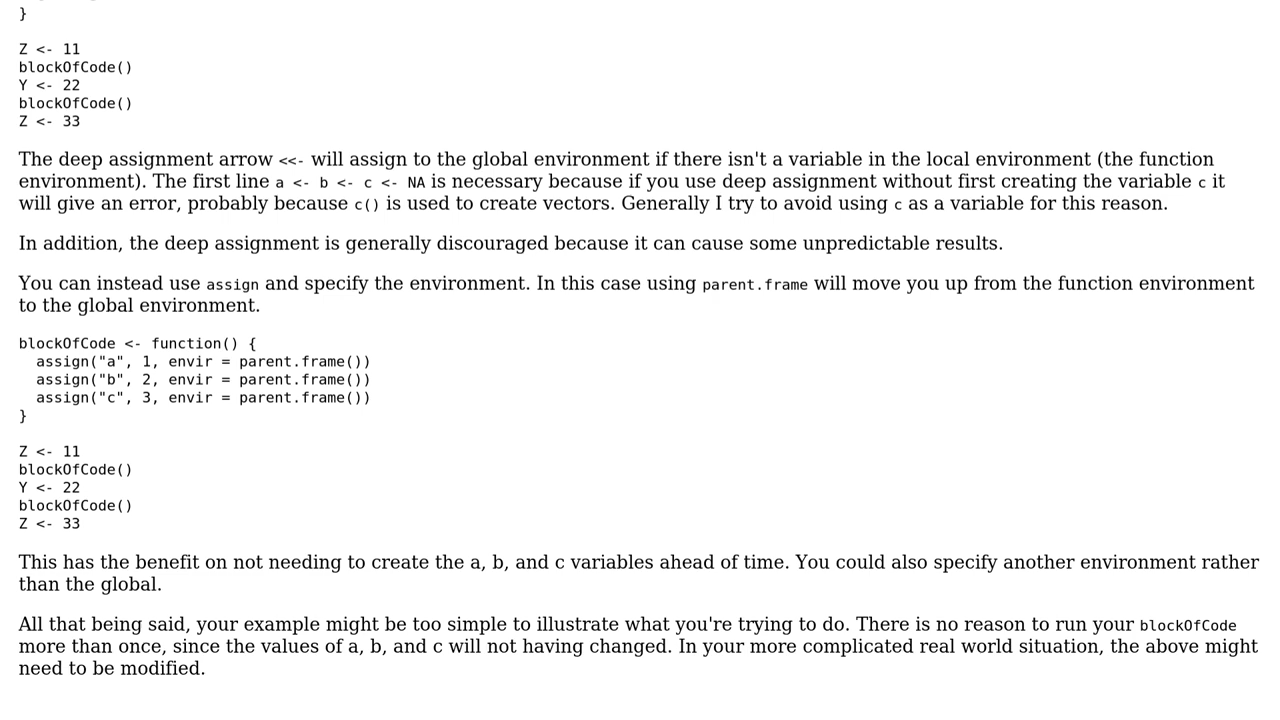 }
Z <- 11
blockOfCode()
Y <- 22
blockOfCode()
Z <- 33
The deep assignment arrow <<- will assign to the global environment if there isn't a variable in the local environment (the function
environment). The first line a <- b <- c <- NA is necessary because if you use deep assignment without first creating the variable c it
will give an error, probably because c() is used to create vectors. Generally I try to avoid using c as a variable for this reason.
In addition, the deep assignment is generally discouraged because it can cause some unpredictable results.
You can instead use assign and specify the environment. In this case using parent.frame will move you up from the function environment
to the global environment.
blockOfCode <- function() {
  assign("a", 1, envir = parent.frame())
  assign("b", 2, envir = parent.frame())
  assign("c", 3, envir = parent.frame())
}
Z <- 11
blockOfCode()
Y <- 22
blockOfCode()
Z <- 33
This has the benefit on not needing to create the a, b, and c variables ahead of time. You could also specify another environment rather
than the global.
All that being said, your example might be too simple to illustrate what you're trying to do. There is no reason to run your blockOfCode
more than once, since the values of a, b, and c will not having changed. In your more complicated real world situation, the above might
need to be modified.